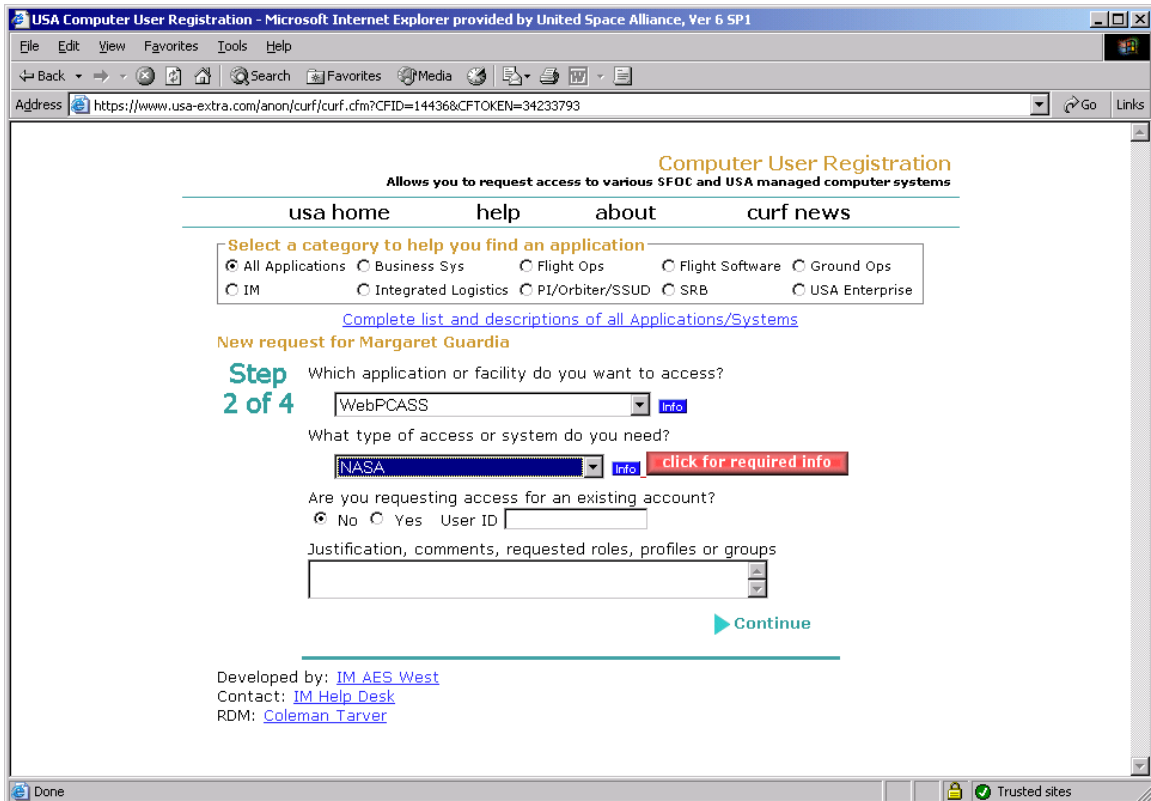 USA Computer User Registration - Microsoft Internet Explorer provided by United Space Alliance, Ver 6 SP1
File Edit View Favorites Tools Help
Back Search Favorites Media
Address https://www.usa-extra.com/anon/curf/curf.cfm?CFID=14436&CFTOKEN=34233793 Go Links
Computer User Registration
Allows you to request access to various SFOC and USA managed computer systems
usa home help about curf news
Select a category to help you find an application
All Applications Business Sys Flight Ops Flight Software Ground Ops
IM Integrated Logistics PI/Orbiter/SSUD SRB USA Enterprise
Complete list and descriptions of all Applications/Systems
New request for Margaret Guardia
Step
2 of 4
Which application or facility do you want to access?
WebPCASS Info
What type of access or system do you need?
NASA Info click for required info
Are you requesting access for an existing account?
No Yes User ID
Justification, comments, requested roles, profiles or groups
Continue
Developed by: IM AES West
Contact: IM Help Desk
RDM: Coleman Tarver
Done Trusted sites